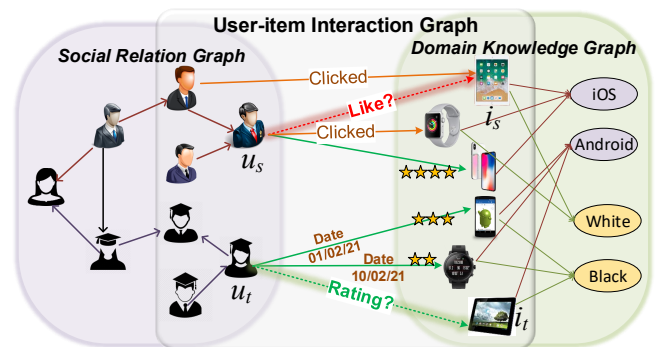 User-item Interaction Graph
Social Relation Graph
Domain Knowledge Graph
Clicked
Like?
i_s
iOS
Clicked
u_s
Android
Date
01/02/21
White
Date
10/02/21
Black
u_t
Rating?
i_t